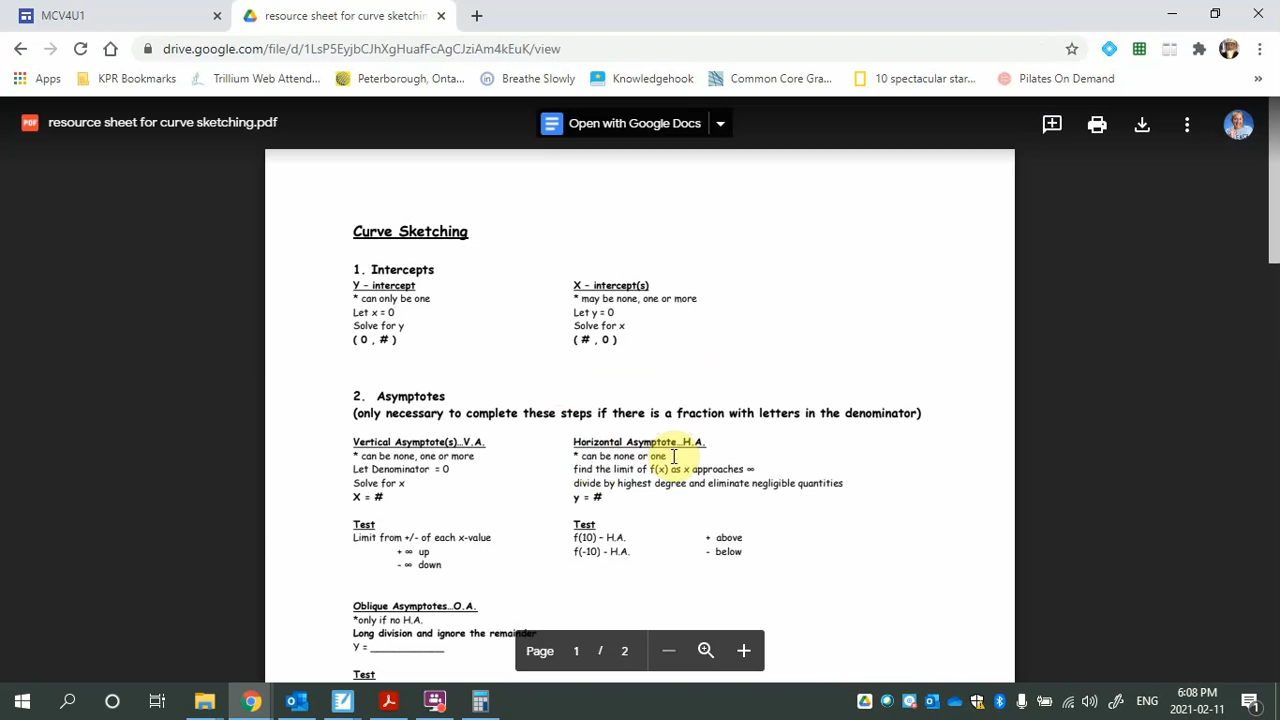 MCV4U1
resource sheet for curve sketching
drive.google.com/file/d/1LsP5EyjbCJhXgHuafFcAgCJziAm4kEuK/view
Apps KPR Bookmarks Trillium Web Attend... Peterborough, Onta... Breathe Slowly Knowledgehook Common Core Gra... 10 spectacular star... Pilates On Demand »
resource sheet for curve sketching.pdf
Open with Google Docs
Curve Sketching
1. Intercepts
Y – intercept X – intercept(s)
* can only be one * may be none, one or more
Let x = 0 Let y = 0
Solve for y Solve for x
( 0 , # ) ( # , 0 )
2. Asymptotes
(only necessary to complete these steps if there is a fraction with letters in the denominator)
Vertical Asymptote(s)…V.A. Horizontal Asymptote…H.A.
* can be none, one or more * can be none or one
Let Denominator = 0 find the limit of f(x) as x approaches ∞
Solve for x divide by highest degree and eliminate negligible quantities
X = # y = #
Test Test
Limit from +/- of each x-value f(10) – H.A. + above
+ ∞ up f(-10) - H.A. - below
- ∞ down
Oblique Asymptotes…O.A.
*only if no H.A.
Long division and ignore the remainder
Y = ______________
Test
Page 1 / 2
ENG
6:08 PM
2021-02-11